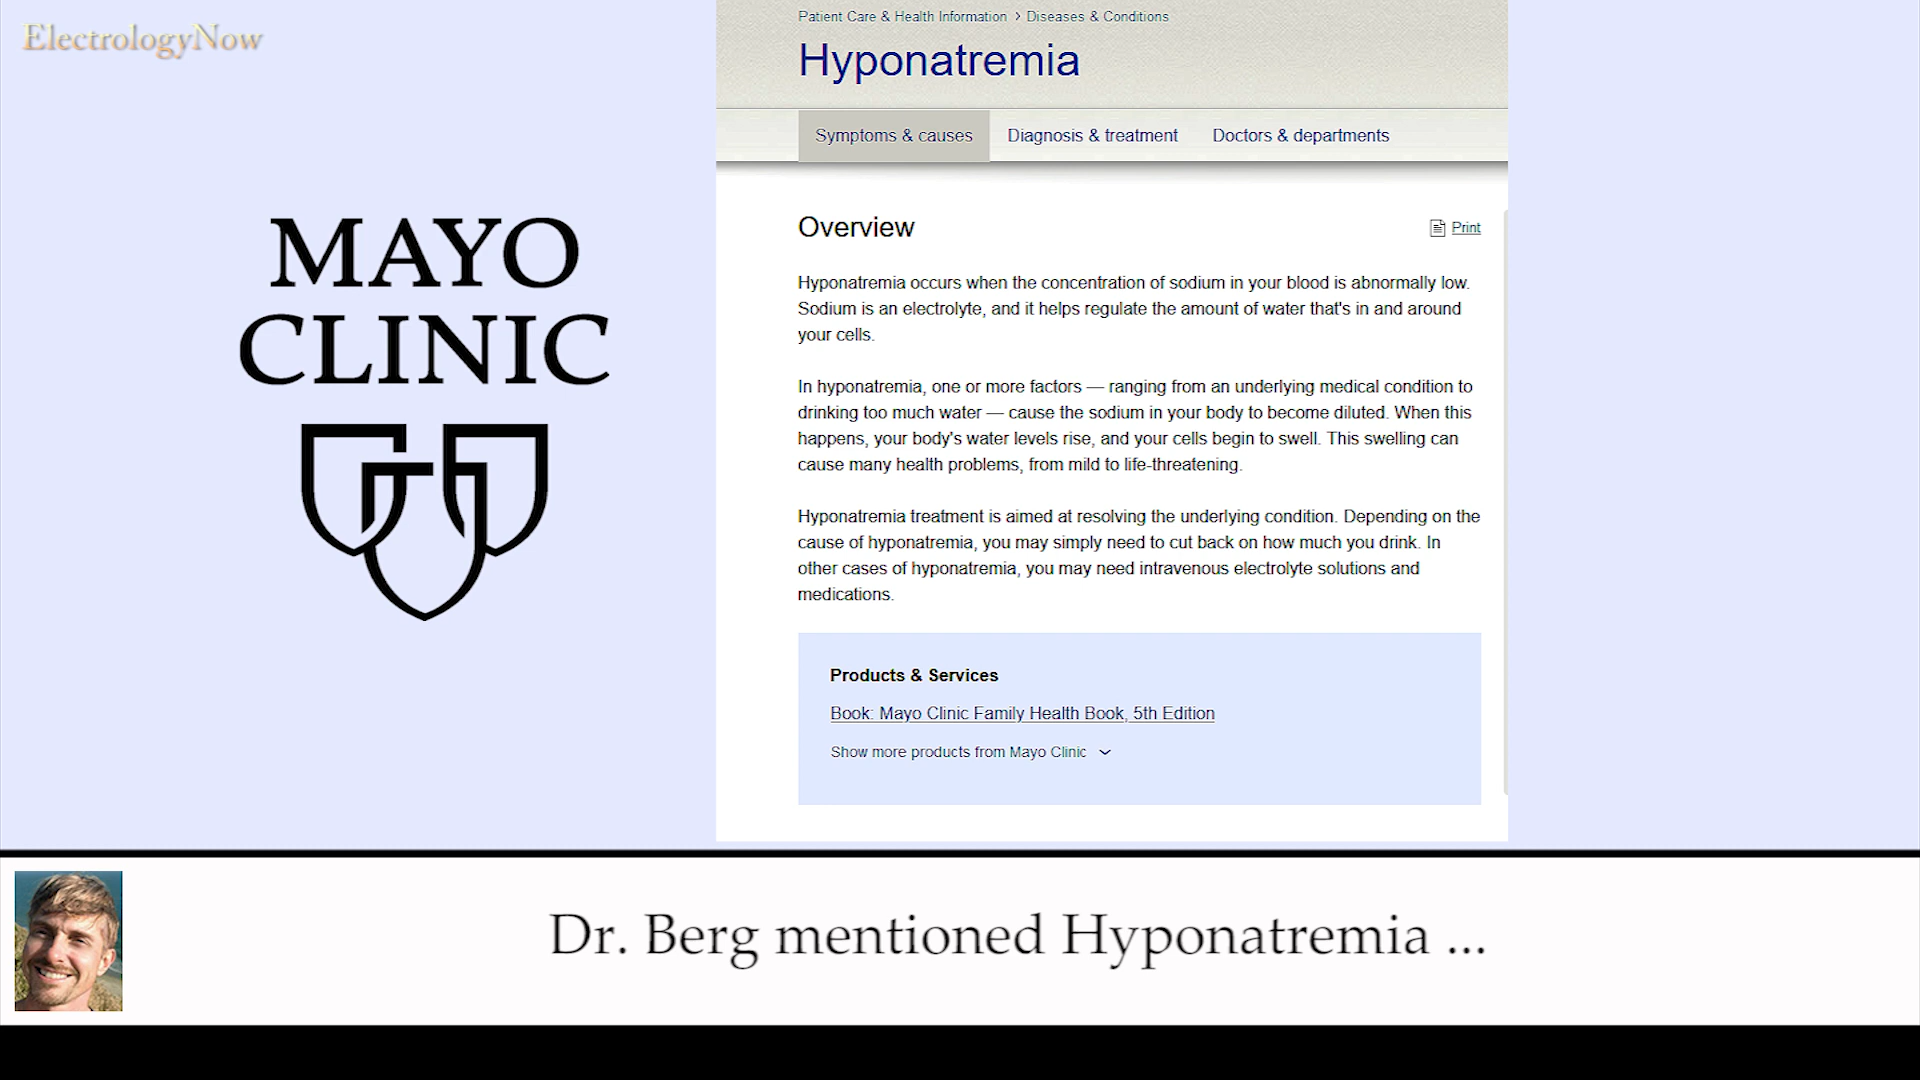 ElectrologyNow
MAYO
CLINIC
Patient Care & Health Information › Diseases & Conditions
Hyponatremia
Symptoms & causes
Diagnosis & treatment
Doctors & departments
Overview
Print
Hyponatremia occurs when the concentration of sodium in your blood is abnormally low.
Sodium is an electrolyte, and it helps regulate the amount of water that's in and around
your cells.
In hyponatremia, one or more factors — ranging from an underlying medical condition to
drinking too much water — cause the sodium in your body to become diluted. When this
happens, your body's water levels rise, and your cells begin to swell. This swelling can
cause many health problems, from mild to life-threatening.
Hyponatremia treatment is aimed at resolving the underlying condition. Depending on the
cause of hyponatremia, you may simply need to cut back on how much you drink. In
other cases of hyponatremia, you may need intravenous electrolyte solutions and
medications.
Products & Services
Book: Mayo Clinic Family Health Book, 5th Edition
Show more products from Mayo Clinic
Dr. Berg mentioned Hyponatremia ...